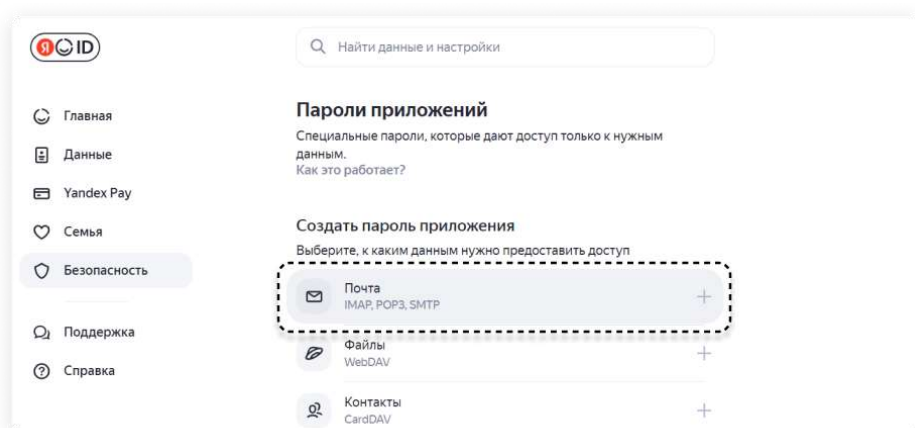 Я ID
Найти данные и настройки
Главная
Данные
Yandex Pay
Семья
Безопасность
Поддержка
Справка
Пароли приложений
Специальные пароли, которые дают доступ только к нужным
данным.
Как это работает?
Создать пароль приложения
Выберите, к каким данным нужно предоставить доступ
Почта
IMAP, POP3, SMTP
Файлы
WebDAV
Контакты
CardDAV